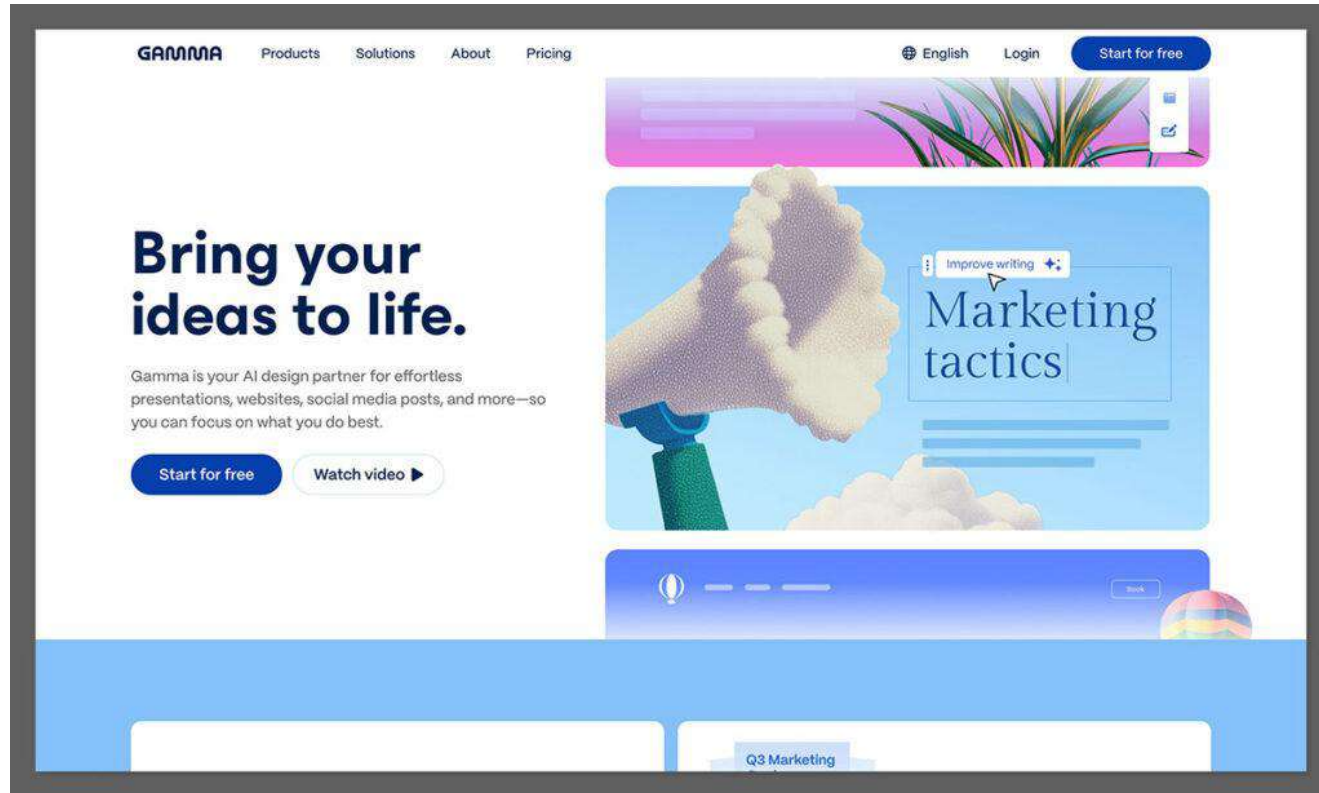 GAMMA Products Solutions About Pricing English Login Start for free
Bring your
ideas to life.
Gamma is your AI design partner for effortless
presentations, websites, social media posts, and more—so
you can focus on what you do best.
Start for free Watch video
Improve writing
Marketing
tactics
Book
Q3 Marketing